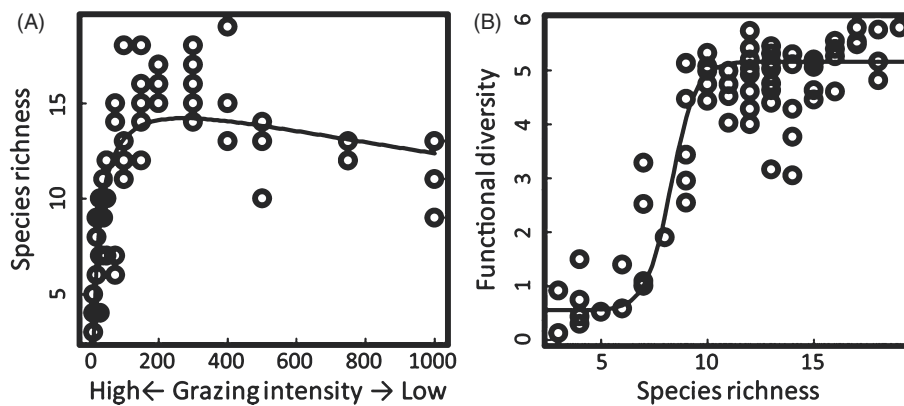 (A)
Species richness
15
10
5
0 200 400 600 800 1000
High← Grazing intensity → Low
(B)
Functional diversity
6
5
4
3
2
1
0
5 10 15
Species richness